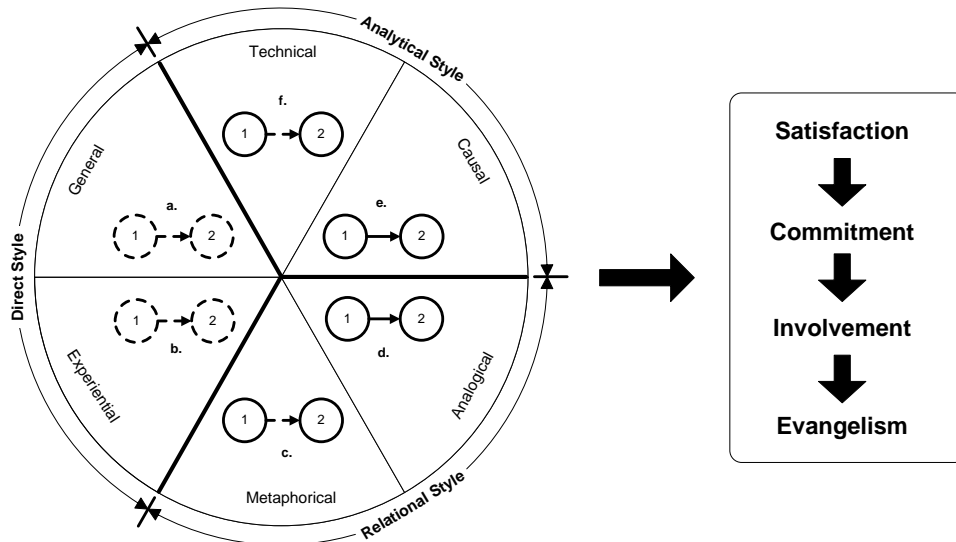 Analytical Style
Technical
f.
1 2
General
Causal
a.
1 2
e.
1 2
Direct Style
1 2
b.
1 2
d.
Experiential
Analogical
1 2
c.
Metaphorical
Relational Style
Satisfaction
Commitment
Involvement
Evangelism